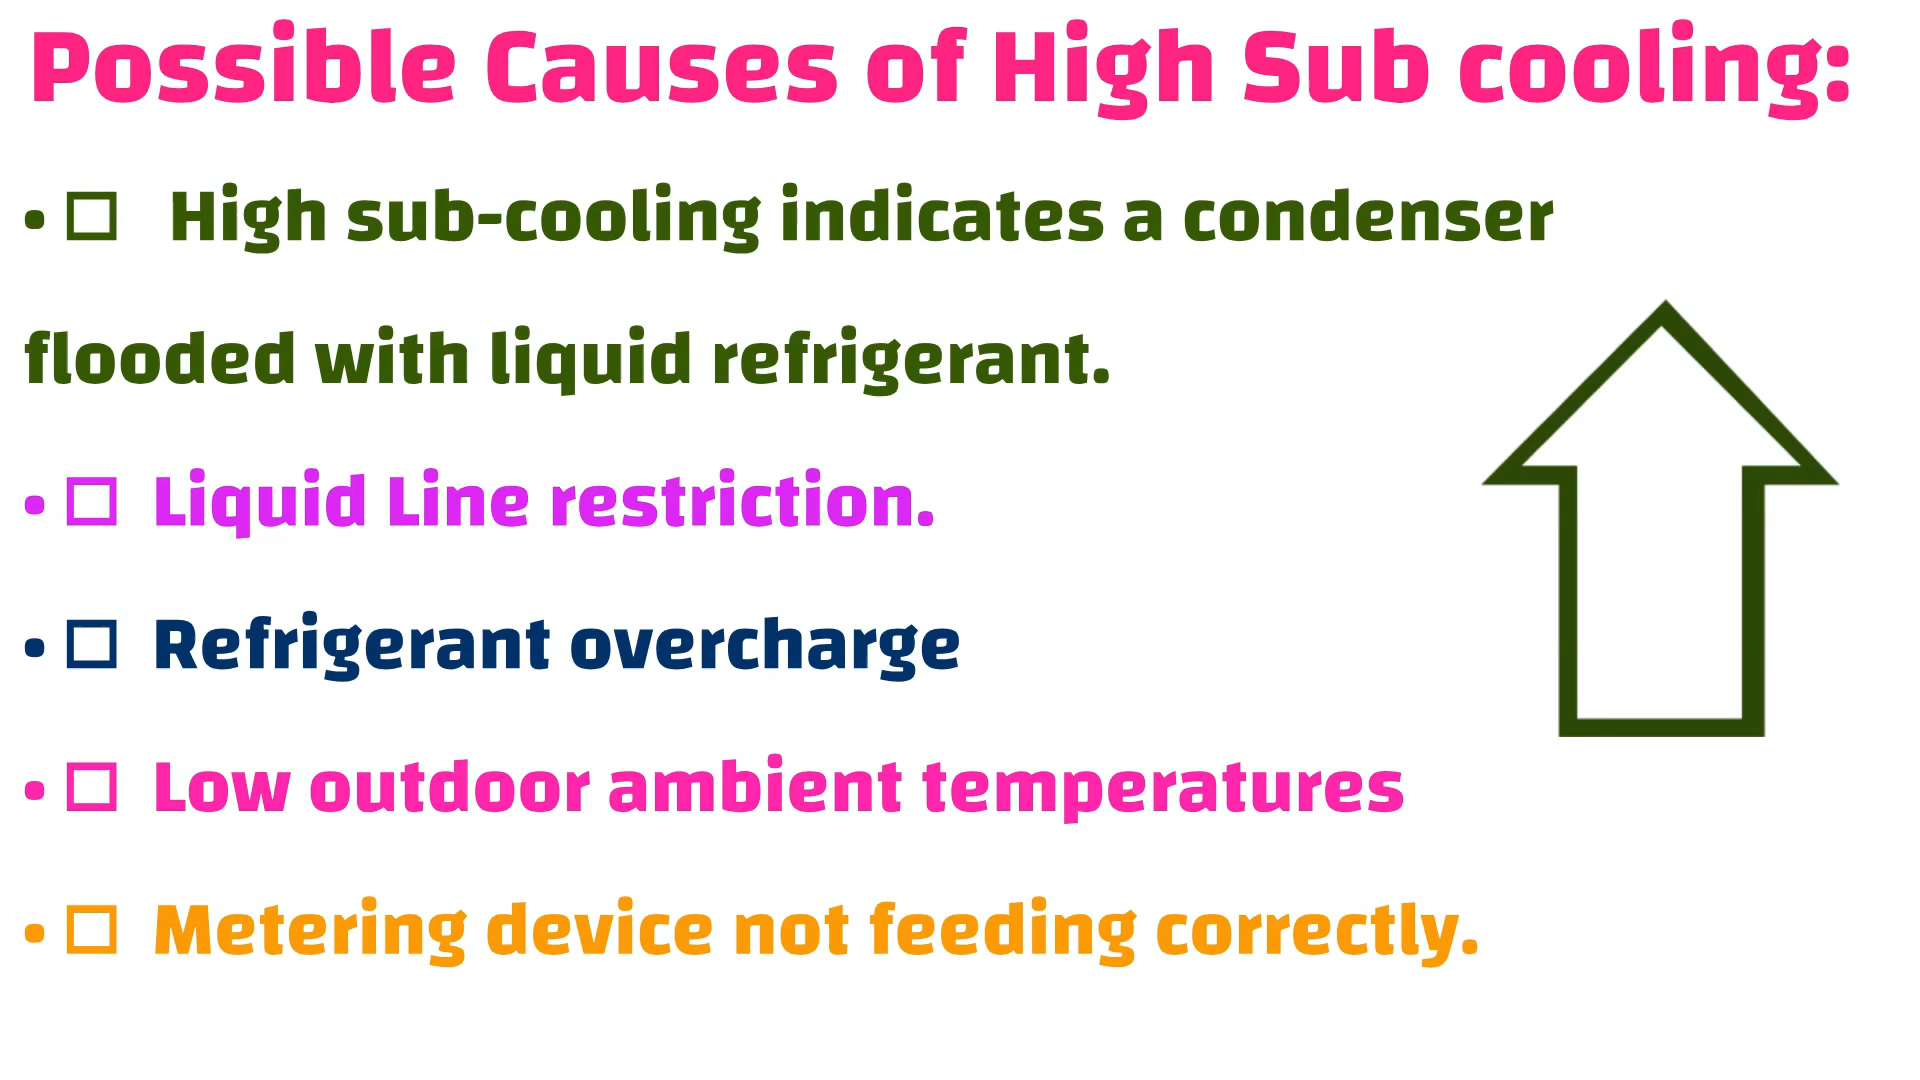 Possible Causes of High Sub cooling:
• □ High sub-cooling indicates a condenser
flooded with liquid refrigerant.
• □ Liquid Line restriction.
• □ Refrigerant overcharge
• □ Low outdoor ambient temperatures
• □ Metering device not feeding correctly.